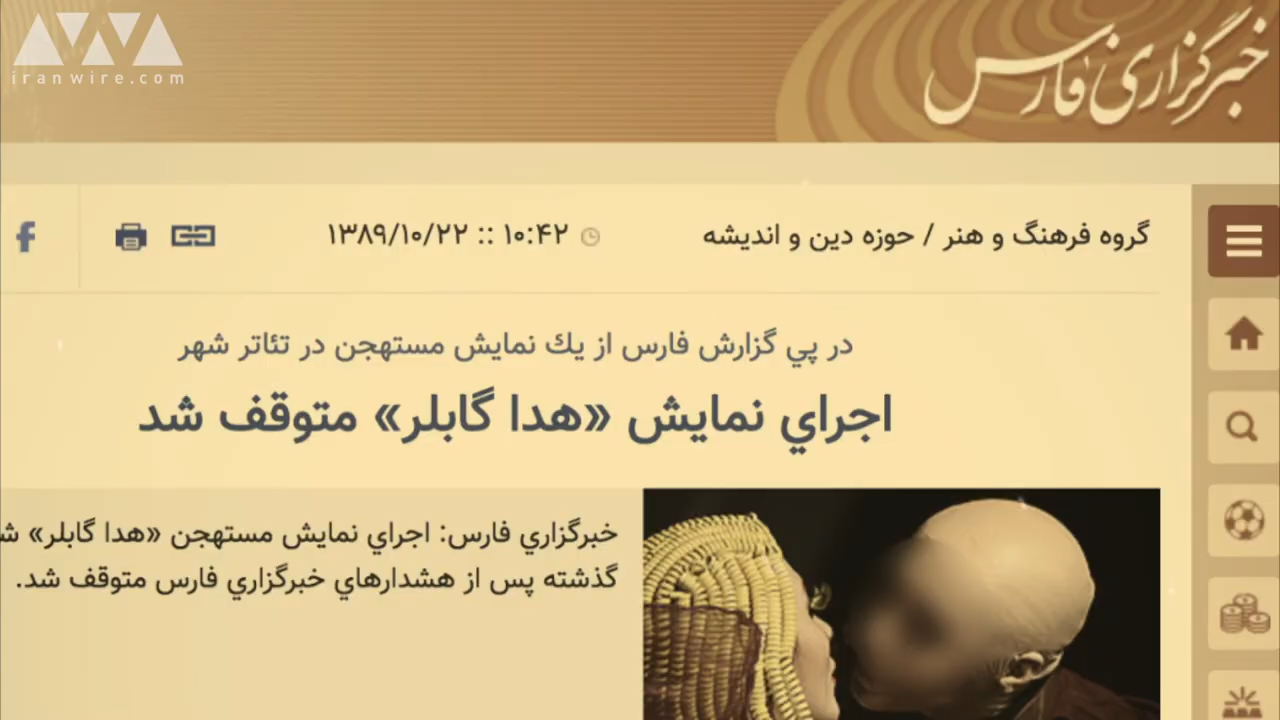 iranwire.com
خبرگزاری فارس
گروه فرهنگ و هنر / حوزه دین و اندیشه
۱۰:۴۲ :: ۱۳۸۹/۱۰/۲۲
در پي گزارش فارس از يك نمايش مستهجن در تئاتر شهر
اجراي نمايش «هدا گابلر» متوقف شد
خبرگزاري فارس: اجراي نمايش مستهجن «هدا گابلر»
گذشته پس از هشدارهاي خبرگزاري فارس متوقف شد.